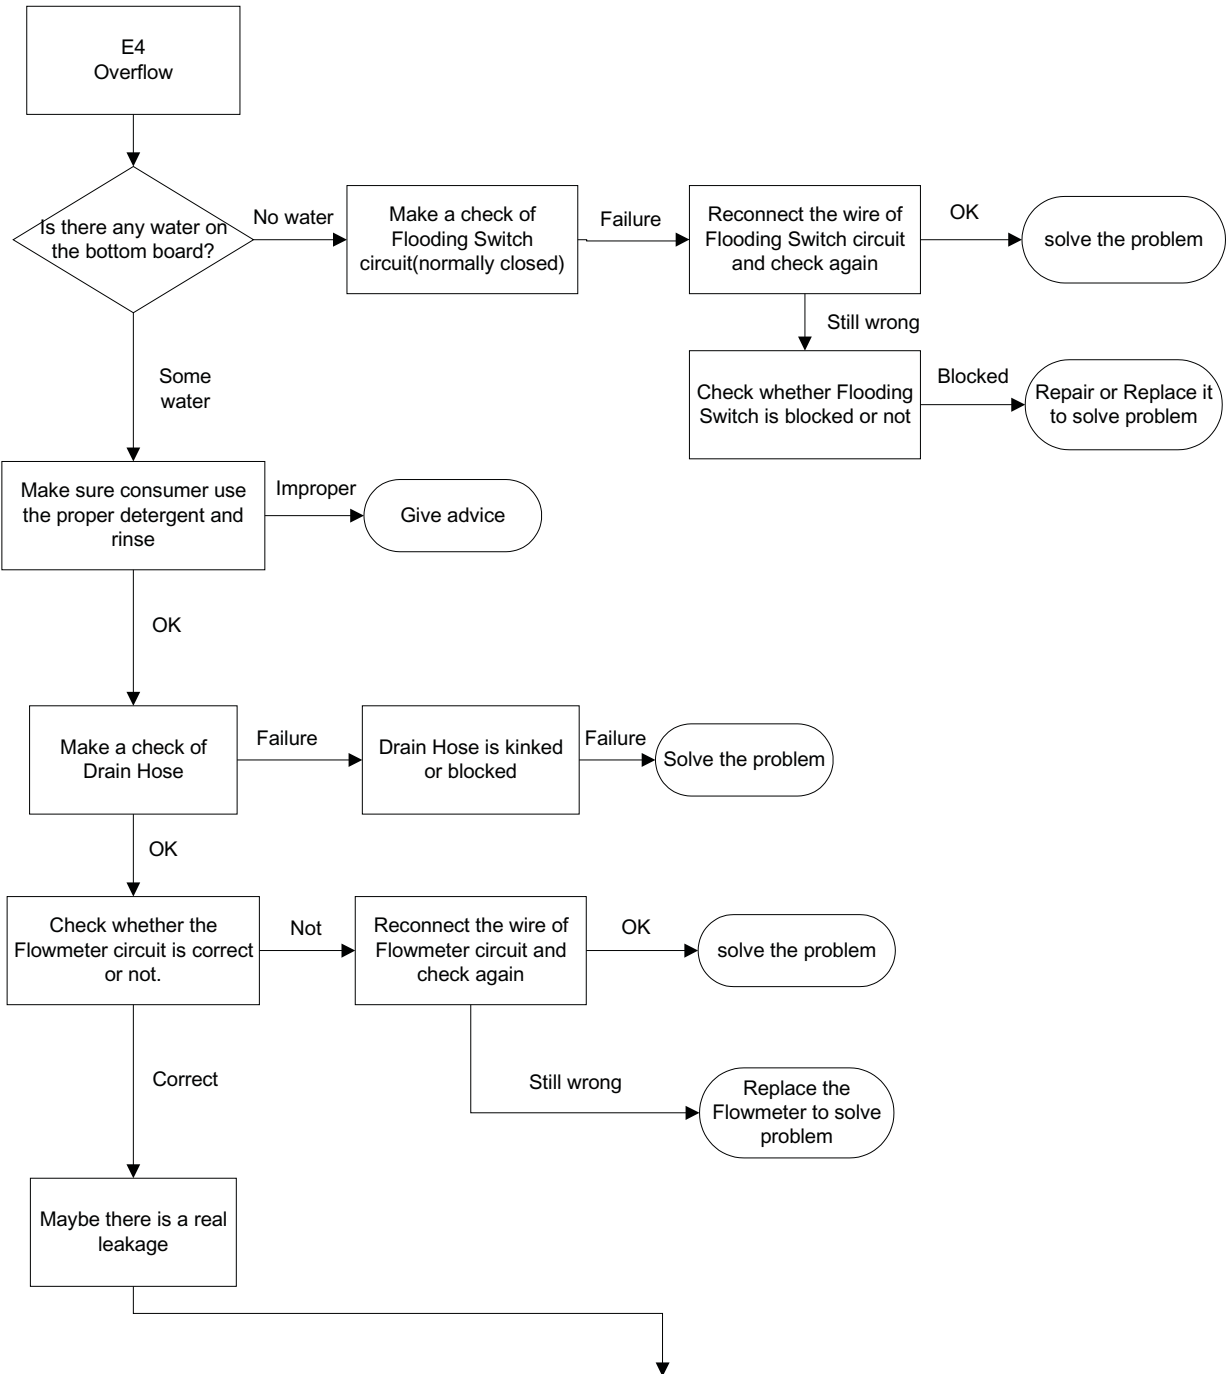 E4
Overflow
Is there any water on
the bottom board?
No water
Make a check of
Flooding Switch
circuit(normally closed)
Failure
Reconnect the wire of
Flooding Switch circuit
and check again
OK
solve the problem
Still wrong
Check whether Flooding
Switch is blocked or not
Blocked
Repair or Replace it
to solve problem
Some
water
Make sure consumer use
the proper detergent and
rinse
Improper
Give advice
OK
Make a check of
Drain Hose
Failure
Drain Hose is kinked
or blocked
Failure
Solve the problem
OK
Check whether the
Flowmeter circuit is correct
or not.
Not
Reconnect the wire of
Flowmeter circuit and
check again
OK
solve the problem
Still wrong
Replace the
Flowmeter to solve
problem
Correct
Maybe there is a real
leakage